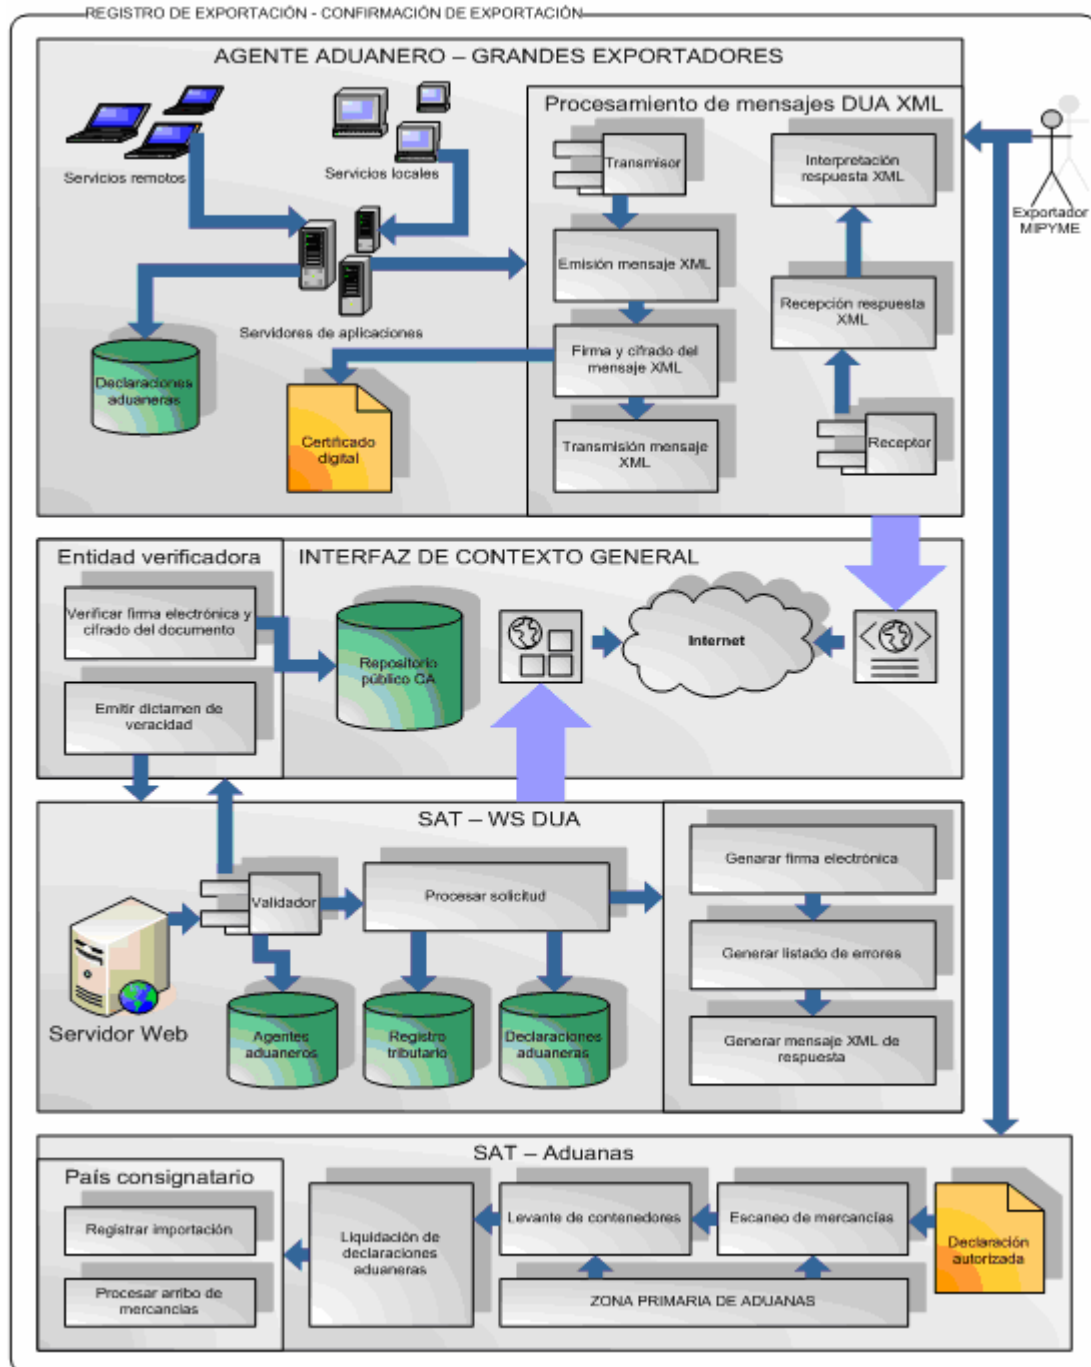 REGISTRO DE EXPORTACIÓN - CONFIRMACIÓN DE EXPORTACIÓN
AGENTE ADUANERO – GRANDES EXPORTADORES
Servicios remotos
Servicios locales
Servidores de aplicaciones
Declaraciones
aduaneras
Certificado
digital
Procesamiento de mensajes DUA XML
Transmisor
Emisión mensaje XML
Firma y cifrado del
mensaje XML
Transmisión mensaje
XML
Interpretación
respuesta XML
Recepción respuesta
XML
Receptor
Exportador
MIPYME
Entidad verificadora
Verificar firma electrónica y
cifrado del documento
Emitir dictamen de
veracidad
INTERFAZ DE CONTEXTO GENERAL
Repositorio
público CA
Internet
SAT – WS DUA
Servidor Web
Validador
Procesar solicitud
Agentes
aduaneros
Registro
tributario
Declaraciones
aduaneras
Genarar firma electrónica
Generar listado de errores
Generar mensaje XML de
respuesta
SAT – Aduanas
País consignatario
Registrar importación
Procesar arribo de
mercancías
Liquidación de
declaraciones
aduaneras
Levante de contenedores
Escaneo de mercancías
ZONA PRIMARIA DE ADUANAS
Declaración
autorizada